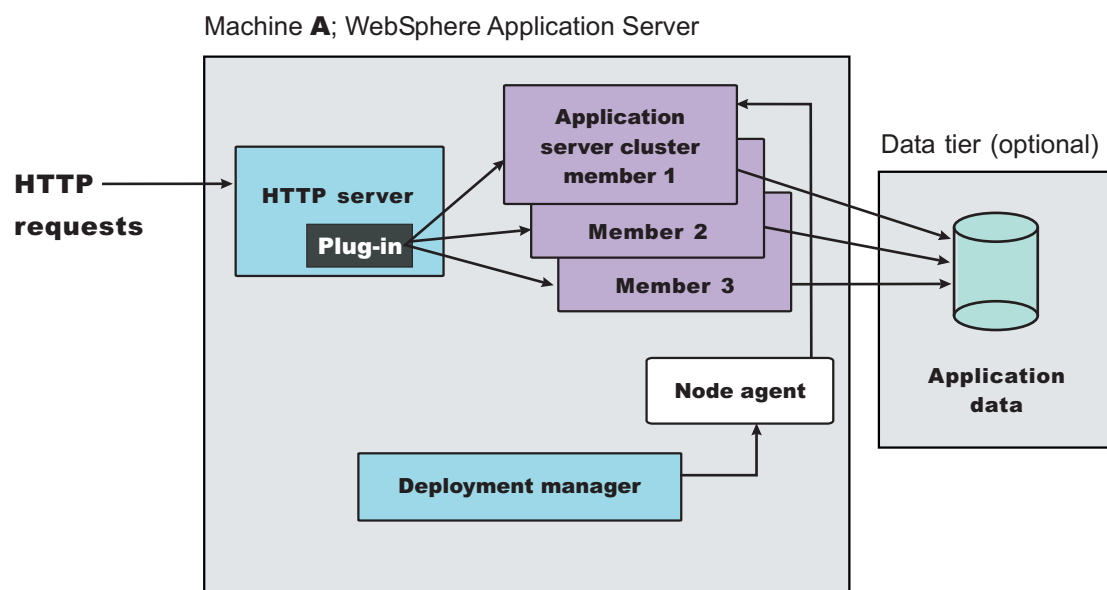 Machine A; WebSphere Application Server
HTTP
requests
HTTP server
Plug-in
Application
server cluster
member 1
Member 2
Member 3
Node agent
Deployment manager
Data tier (optional)
Application
data